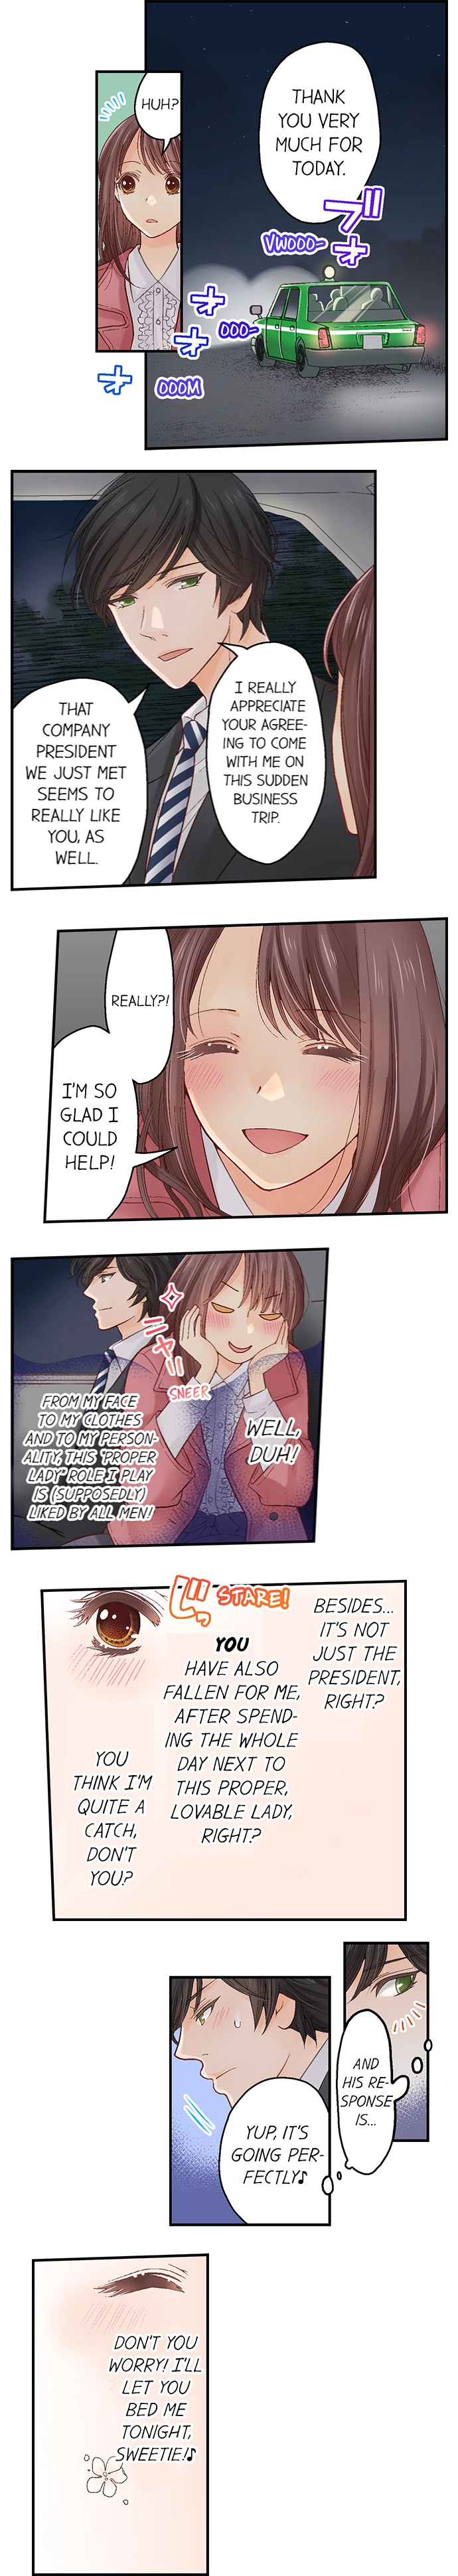 THANK
YOU VERY
MUCH FOR
TODAY.
HUH?
ブ
VWOOO-
オ
オ
OOO-
オ
オ
OOOM
I REALLY
APPRECIATE
YOUR AGREE-
ING TO COME
WITH ME ON
THIS SUDDEN
BUSINESS
TRIP.
THAT
COMPANY
PRESIDENT
WE JUST MET
SEEMS TO
REALLY LIKE
YOU, AS
WELL.
REALLY?!
I'M SO
GLAD I
COULD
HELP!
ニヤー
SNEER
WELL,
DUH!
FROM MY FACE
TO MY CLOTHES
AND TO MY PERSON-
ALITY, THIS "PROPER
LADY" ROLE I PLAY
IS (SUPPOSEDLY)
LIKED BY ALL MEN!
じっ
STARE!
BESIDES...
IT'S NOT
JUST THE
PRESIDENT,
RIGHT?
YOU
HAVE ALSO
FALLEN FOR ME,
AFTER SPEND-
ING THE WHOLE
DAY NEXT TO
THIS PROPER,
LOVABLE LADY,
RIGHT?
YOU
THINK I'M
QUITE A
CATCH,
DON'T
YOU?
AND
HIS RE-
SPONSE
IS...
YUP, IT'S
GOING PER-
FECTLY♪
DON'T YOU
WORRY! I'LL
LET YOU
BED ME
TONIGHT,
SWEETIE!♪